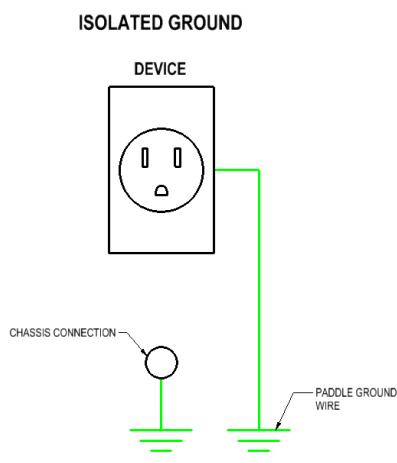 ISOLATED GROUND
DEVICE
CHASSIS CONNECTION
PADDLE GROUND
WIRE